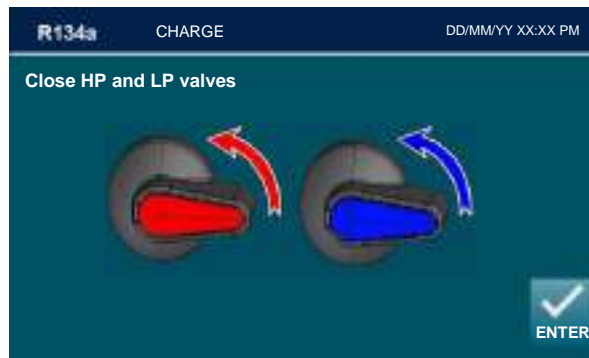 R134a CHARGE DD/MM/YY XX:XX PM
Close HP and LP valves
ENTER